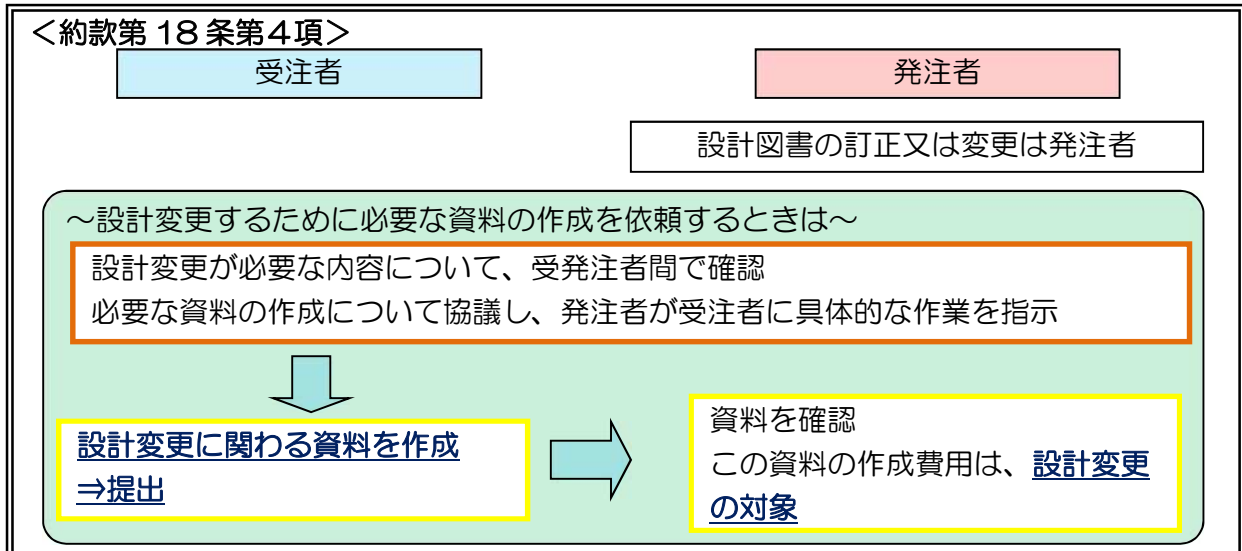 ＜約款第 18 条第４項＞
受注者
発注者
設計図書の訂正又は変更は発注者
～設計変更するために必要な資料の作成を依頼するときは～
設計変更が必要な内容について、受発注者間で確認
必要な資料の作成について協議し、発注者が受注者に具体的な作業を指示
設計変更に関わる資料を作成
⇒提出
資料を確認
この資料の作成費用は、設計変更
の対象